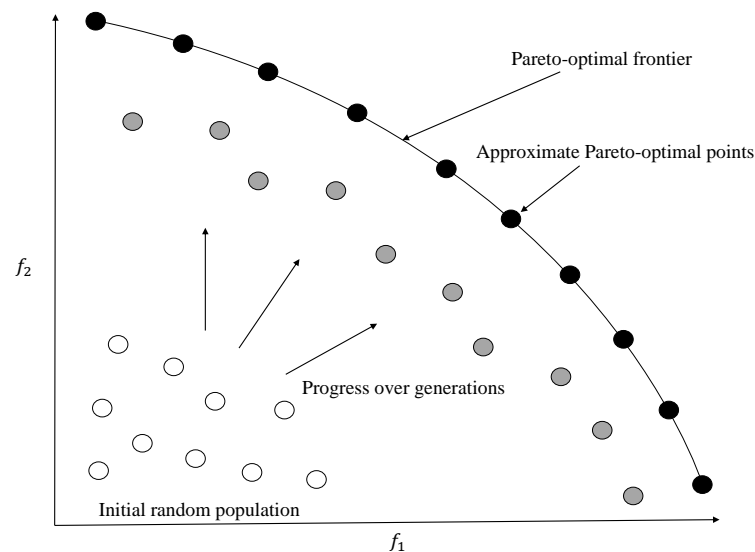 Pareto-optimal frontier
Approximate Pareto-optimal points
f₂
Progress over generations
Initial random population
f₁